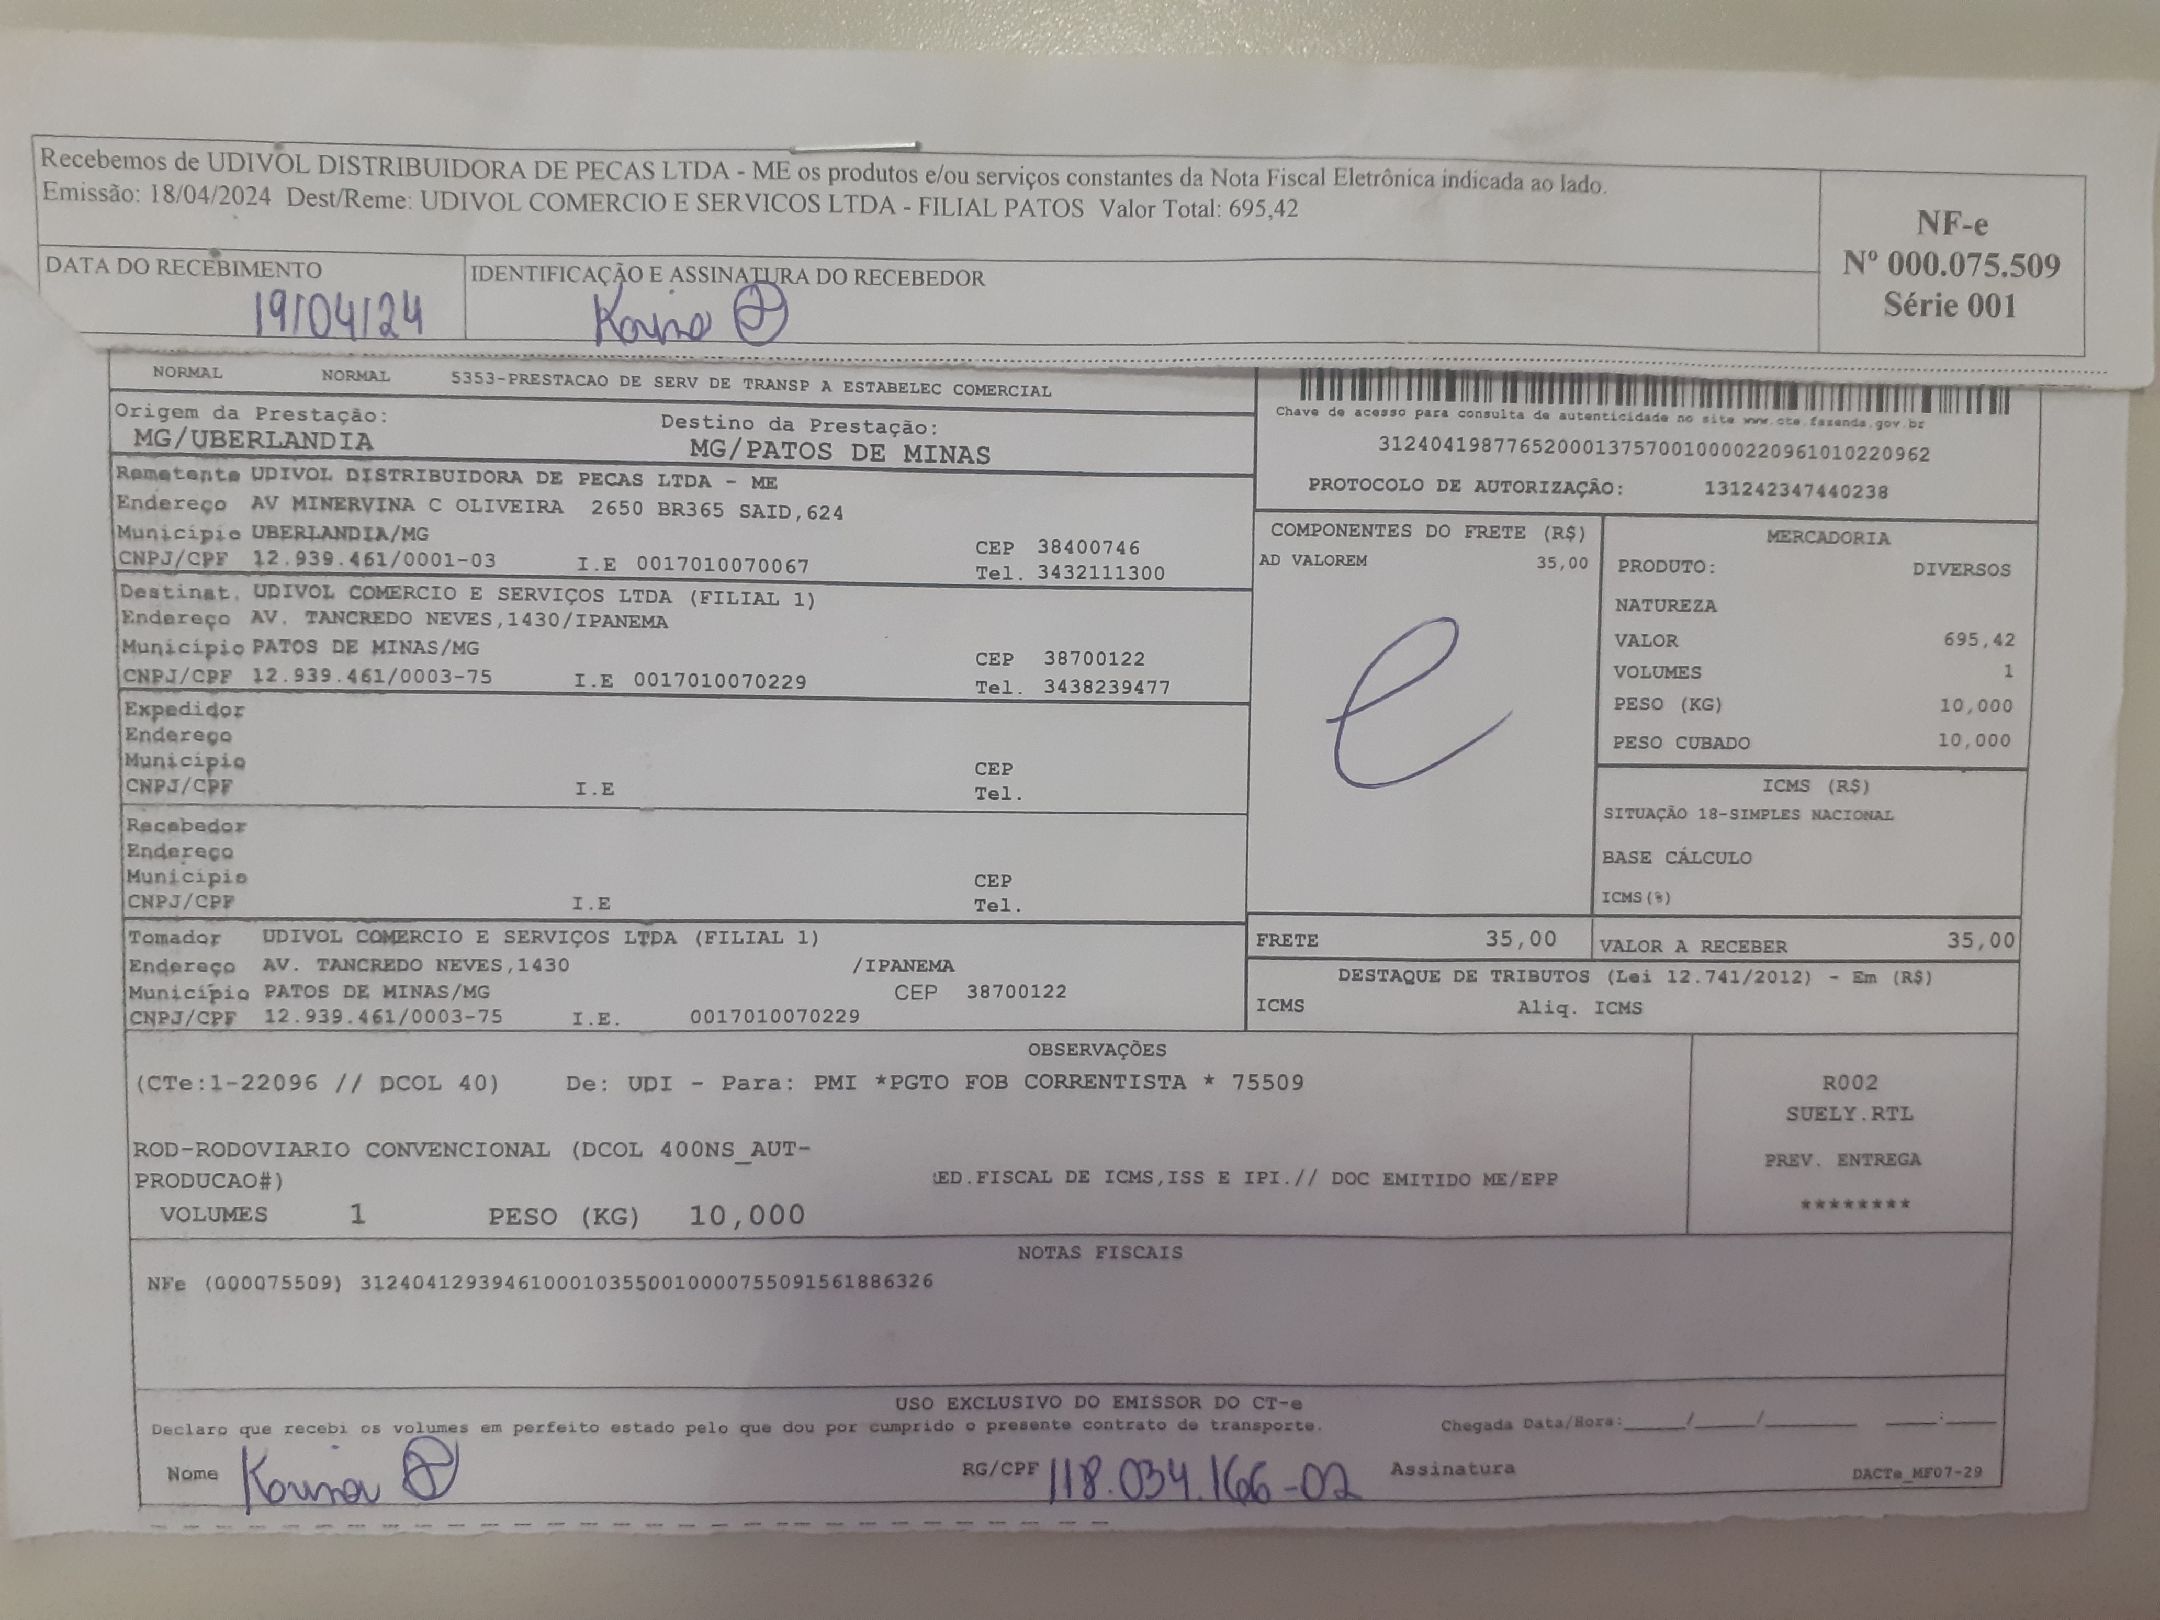 Recebemos de UDIVOL DISTRIBUIDORA DE PECAS LTDA - ME os produtos e/ou serviços constantes da Nota Fiscal Eletrônica indicada ao lado.
Emissão: 18/04/2024 Dest/Reme: UDIVOL COMERCIO E SERVICOS LTDA - FILIAL PATOS Valor Total: 695,42
NF-e
Nº 000.075.509
Série 001
DATA DO RECEBIMENTO
19/04/24
IDENTIFICAÇÃO E ASSINATURA DO RECEBEDOR
NORMAL NORMAL 5353-PRESTACAO DE SERV DE TRANSP A ESTABELEC COMERCIAL
Origem da Prestação: Destino da Prestação:
MG/UBERLANDIA MG/PATOS DE MINAS
Chave de acesso para consulta de autenticidade no site www.cte.fazenda.gov.br
31240419877652000137570010000220961010220962
PROTOCOLO DE AUTORIZAÇÃO: 131242347440238
Remetente UDIVOL DISTRIBUIDORA DE PECAS LTDA - ME
Endereço AV MINERVINA C OLIVEIRA 2650 BR365 SAID,624
Município UBERLANDIA/MG CEP 38400746
CNPJ/CPF 12.939.461/0001-03 I.E 0017010070067 Tel. 3432111300
Destinat. UDIVOL COMERCIO E SERVIÇOS LTDA (FILIAL 1)
Endereço AV. TANCREDO NEVES,1430/IPANEMA
Município PATOS DE MINAS/MG CEP 38700122
CNPJ/CPF 12.939.461/0003-75 I.E 0017010070229 Tel. 3438239477
Expedidor
Endereço
Município CEP
CNPJ/CPF I.E Tel.
Recebedor
Endereço
Município CEP
CNPJ/CPF I.E Tel.
Tomador UDIVOL COMERCIO E SERVIÇOS LTDA (FILIAL 1)
Endereço AV. TANCREDO NEVES,1430 /IPANEMA
Município PATOS DE MINAS/MG CEP 38700122
CNPJ/CPF 12.939.461/0003-75 I.E. 0017010070229
COMPONENTES DO FRETE (R$)
AD VALOREM 35,00
MERCADORIA
PRODUTO: DIVERSOS
NATUREZA
VALOR 695,42
VOLUMES 1
PESO (KG) 10,000
PESO CUBADO 10,000
ICMS (R$)
SITUAÇÃO 18-SIMPLES NACIONAL
BASE CÁLCULO
ICMS(%)
FRETE 35,00 VALOR A RECEBER 35,00
DESTAQUE DE TRIBUTOS (Lei 12.741/2012) - Em (R$)
ICMS Aliq. ICMS
OBSERVAÇÕES
(CTe:1-22096 // DCOL 40) De: UDI - Para: PMI *PGTO FOB CORRENTISTA * 75509
ROD-RODOVIARIO CONVENCIONAL (DCOL 400NS_AUT-
PRODUCAO#) ED.FISCAL DE ICMS,ISS E IPI.// DOC EMITIDO ME/EPP
VOLUMES 1 PESO (KG) 10,000
R002
SUELY.RTL
PREV. ENTREGA
********
NOTAS FISCAIS
NFe (000075509) 31240412939461000103550010000755091561886326
USO EXCLUSIVO DO EMISSOR DO CT-e
Declaro que recebi os volumes em perfeito estado pelo que dou por cumprido o presente contrato de transporte. Chegada Data/Hora:____/____/______ ____:____
Nome RG/CPF 118.034.166-02 Assinatura DACTe_MF07-29